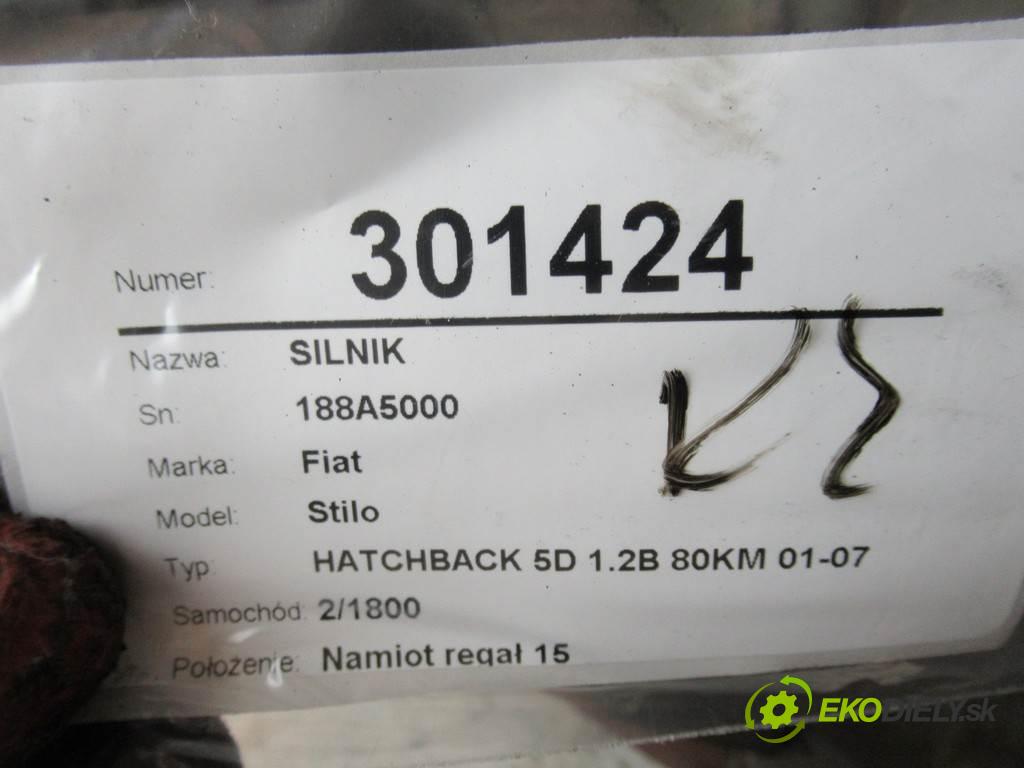 Numer: 301424
Nazwa: SILNIK
Sn: 188A5000
Marka: Fiat
Model: Stilo
Typ: HATCHBACK 5D 1.2B 80KM 01-07
Samochód: 2/1800
Położenie: Namiot regał 15
EKODIELY.sk